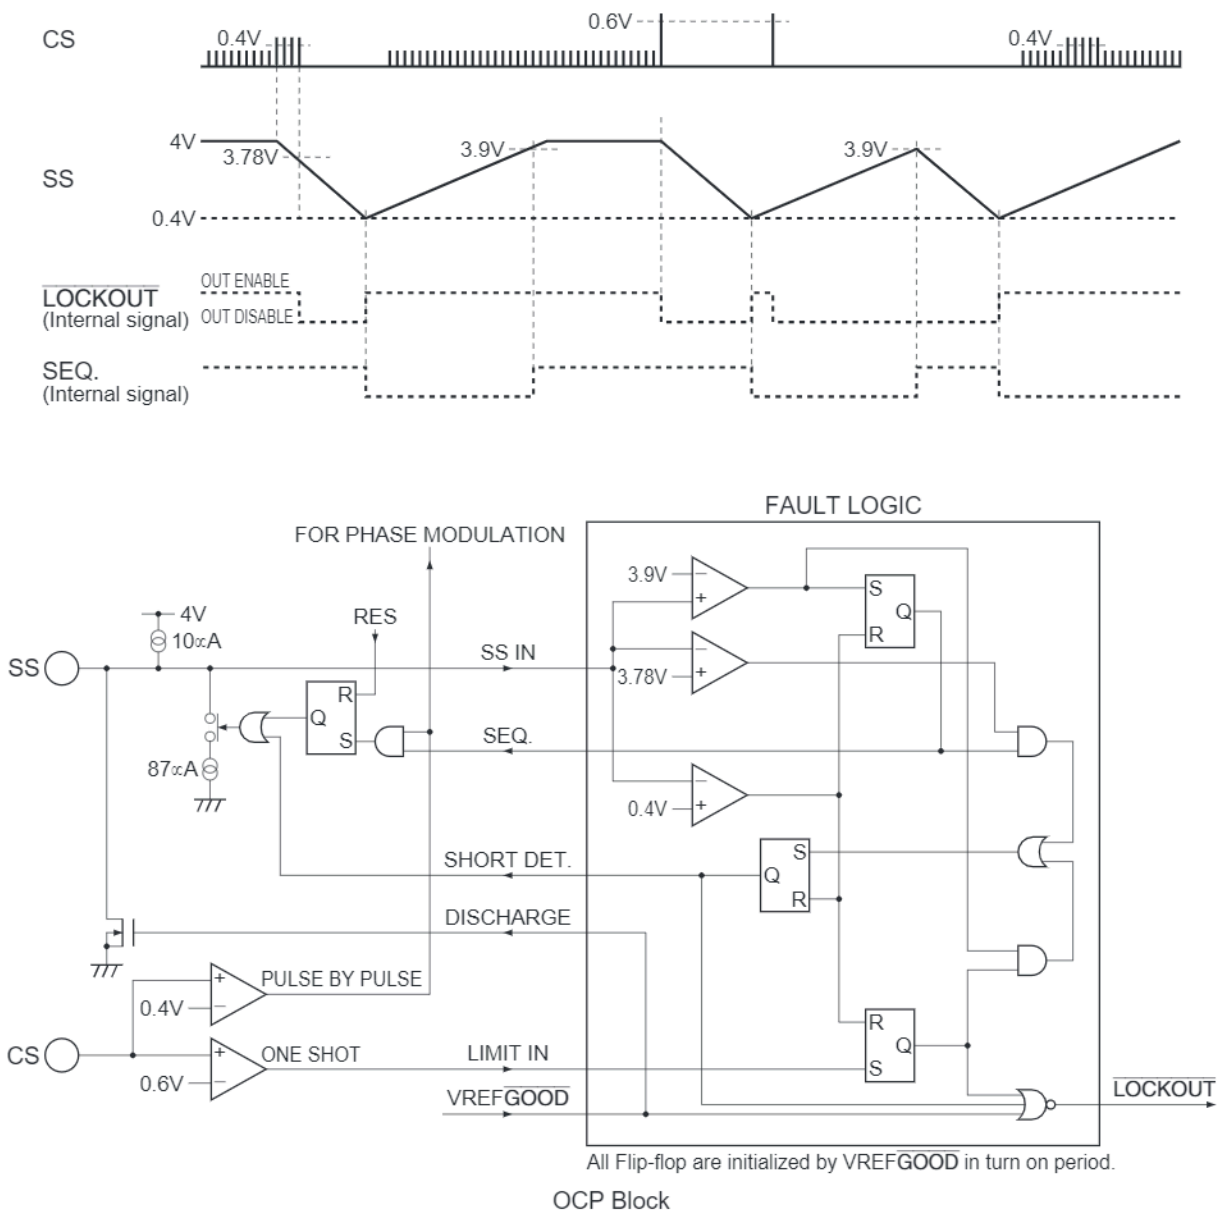 CS
0.4V
0.6V
0.4V
4V
3.78V
3.9V
3.9V
SS
0.4V
OUT ENABLE
LOCKOUT
(Internal signal)
OUT DISABLE
SEQ.
(Internal signal)
FAULT LOGIC
FOR PHASE MODULATION
3.9V
−
+
S
Q
R
4V
10∝A
RES
SS
SS IN
−
3.78V
+
R
Q
S
SEQ.
87∝A
−
0.4V
+
SHORT DET.
S
Q
R
DISCHARGE
+
PULSE BY PULSE
0.4V
−
R
Q
S
CS
+
ONE SHOT
LIMIT IN
0.6V
−
VREFGOOD
LOCKOUT
All Flip-flop are initialized by VREFGOOD in turn on period.
OCP Block